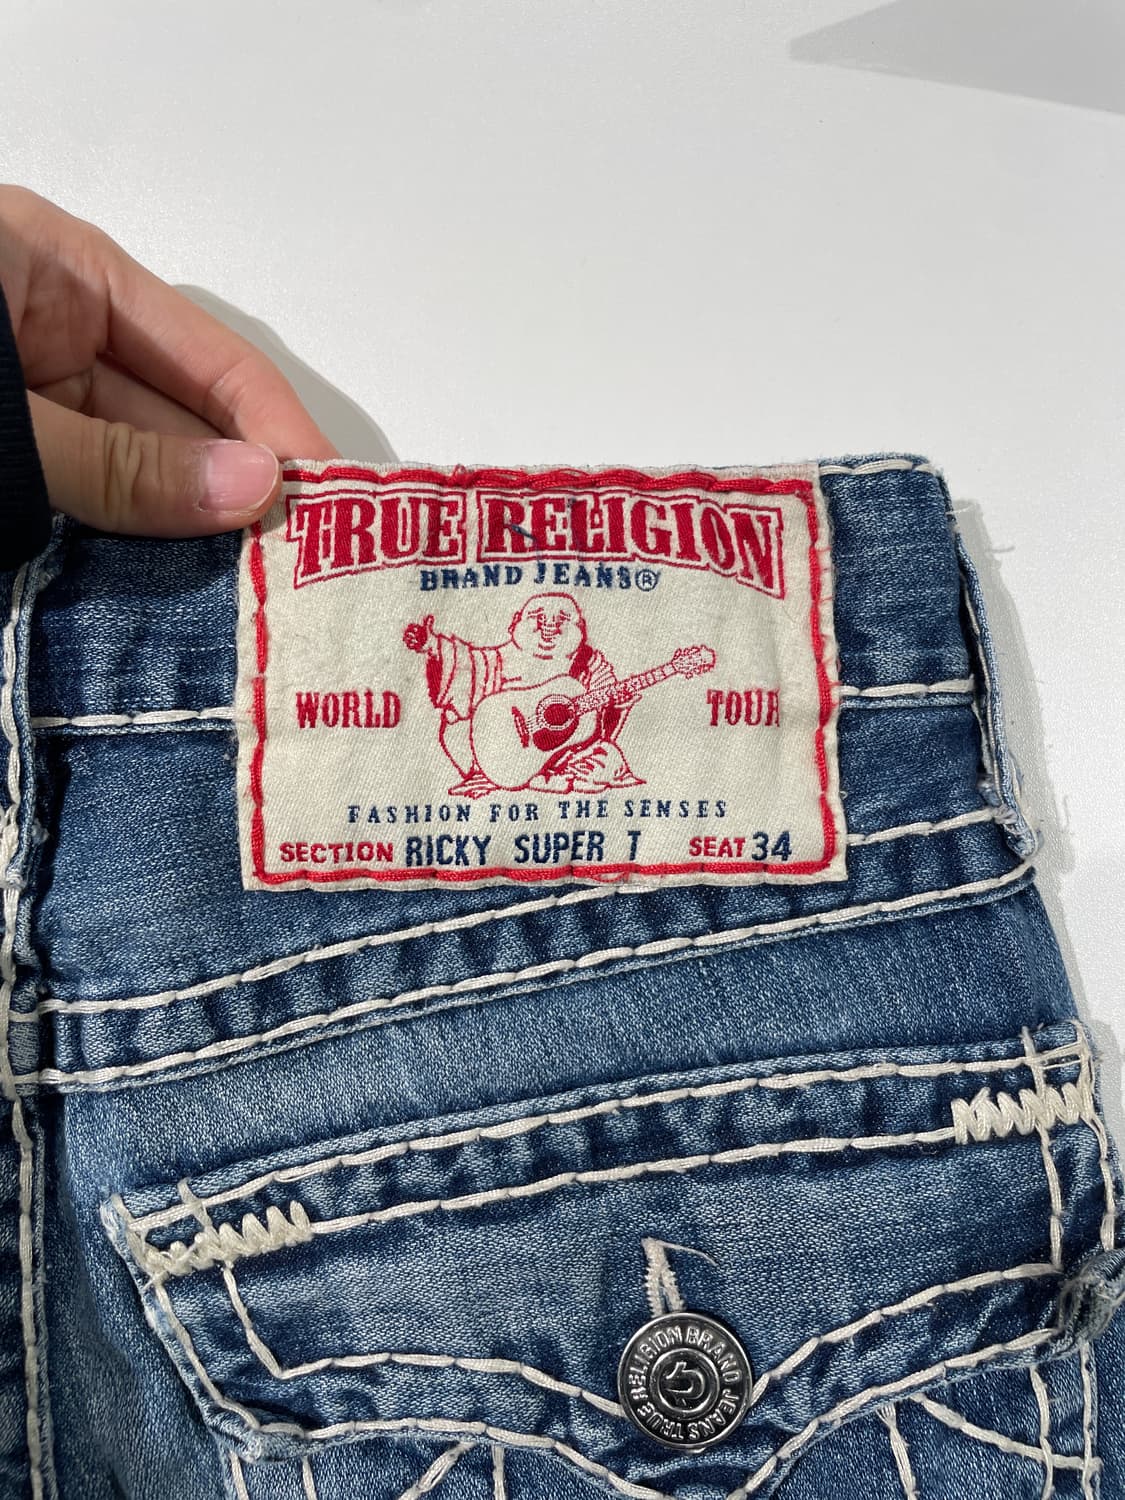 TRUE RELIGION
BRAND JEANS®
WORLD TOUR
FASHION FOR THE SENSES
SECTION RICKY SUPER T SEAT 34
TRUE RELIGION BRAND JEANS